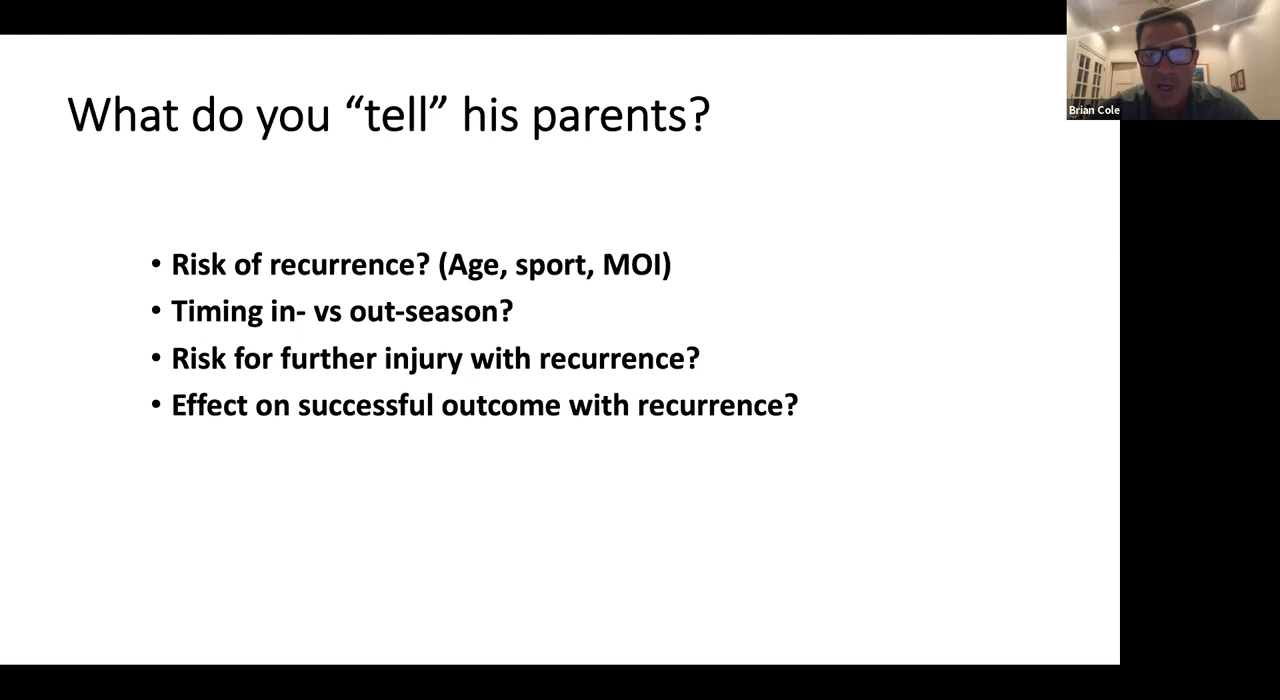 What do you “tell” his parents?
• Risk of recurrence? (Age, sport, MOI)
• Timing in- vs out-season?
• Risk for further injury with recurrence?
• Effect on successful outcome with recurrence?
Brian Cole